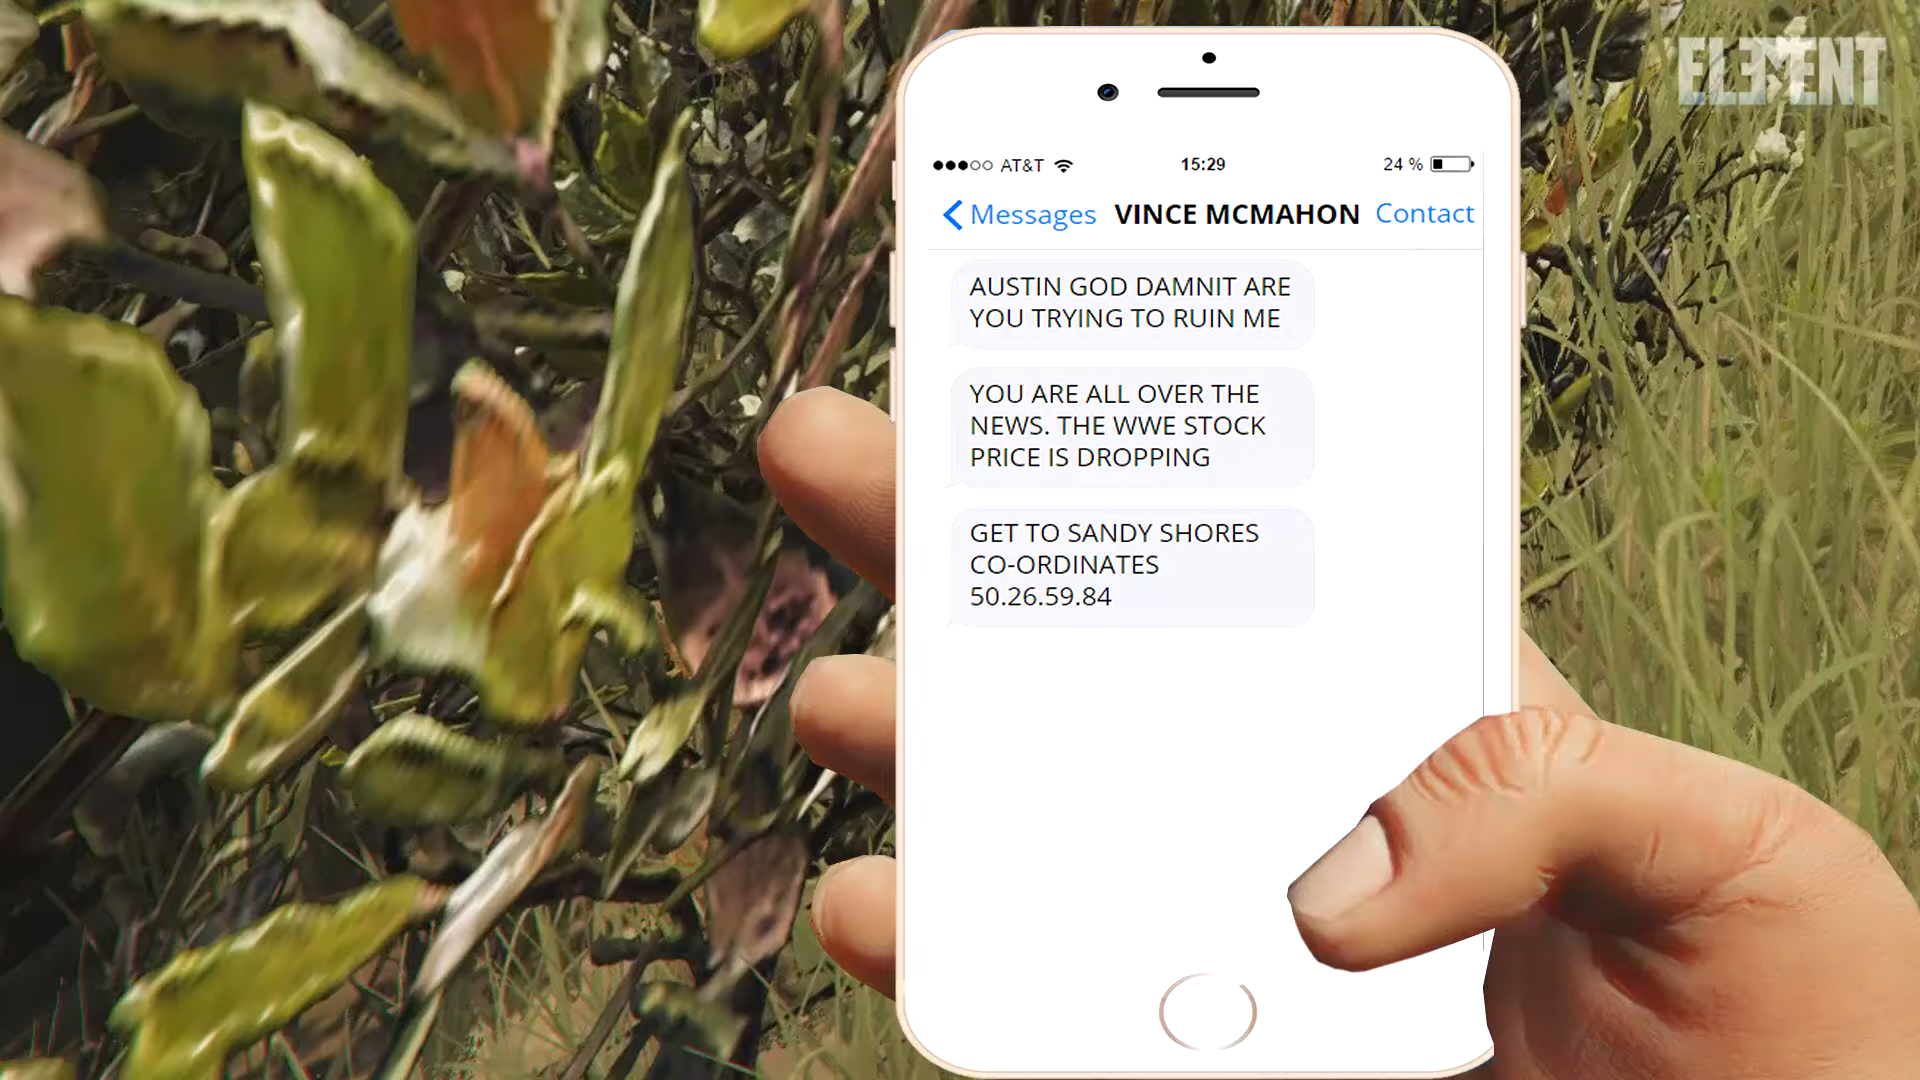 ELEMENT
AT&T 15:29 24 %
Messages VINCE MCMAHON Contact
AUSTIN GOD DAMNIT ARE
YOU TRYING TO RUIN ME
YOU ARE ALL OVER THE
NEWS. THE WWE STOCK
PRICE IS DROPPING
GET TO SANDY SHORES
CO-ORDINATES
50.26.59.84